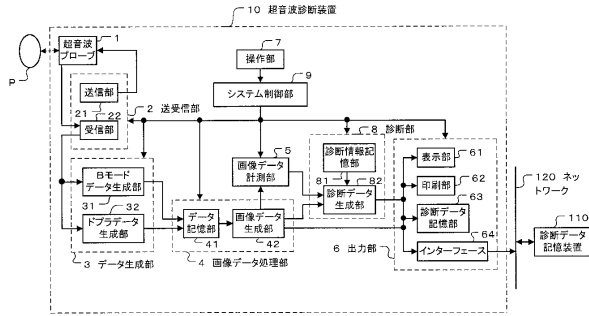 10 超音波診断装置
超音波
プローブ
1
P
7
操作部
9
システム制御部
送信部
21
22
受信部
2 送受信部
8 診断部
5
画像データ
計測部
診断情報記
憶部
81
82
診断データ
生成部
表示部
61
印刷部
62
63
診断データ
記憶部
64
インターフェース
6 出力部
120 ネッ
トワーク
110
診断データ
記憶装置
Bモード
データ生成部
31
32
ドプラデータ
生成部
3 データ生成部
データ
記憶部
41
画像データ
生成部
42
4 画像データ処理部